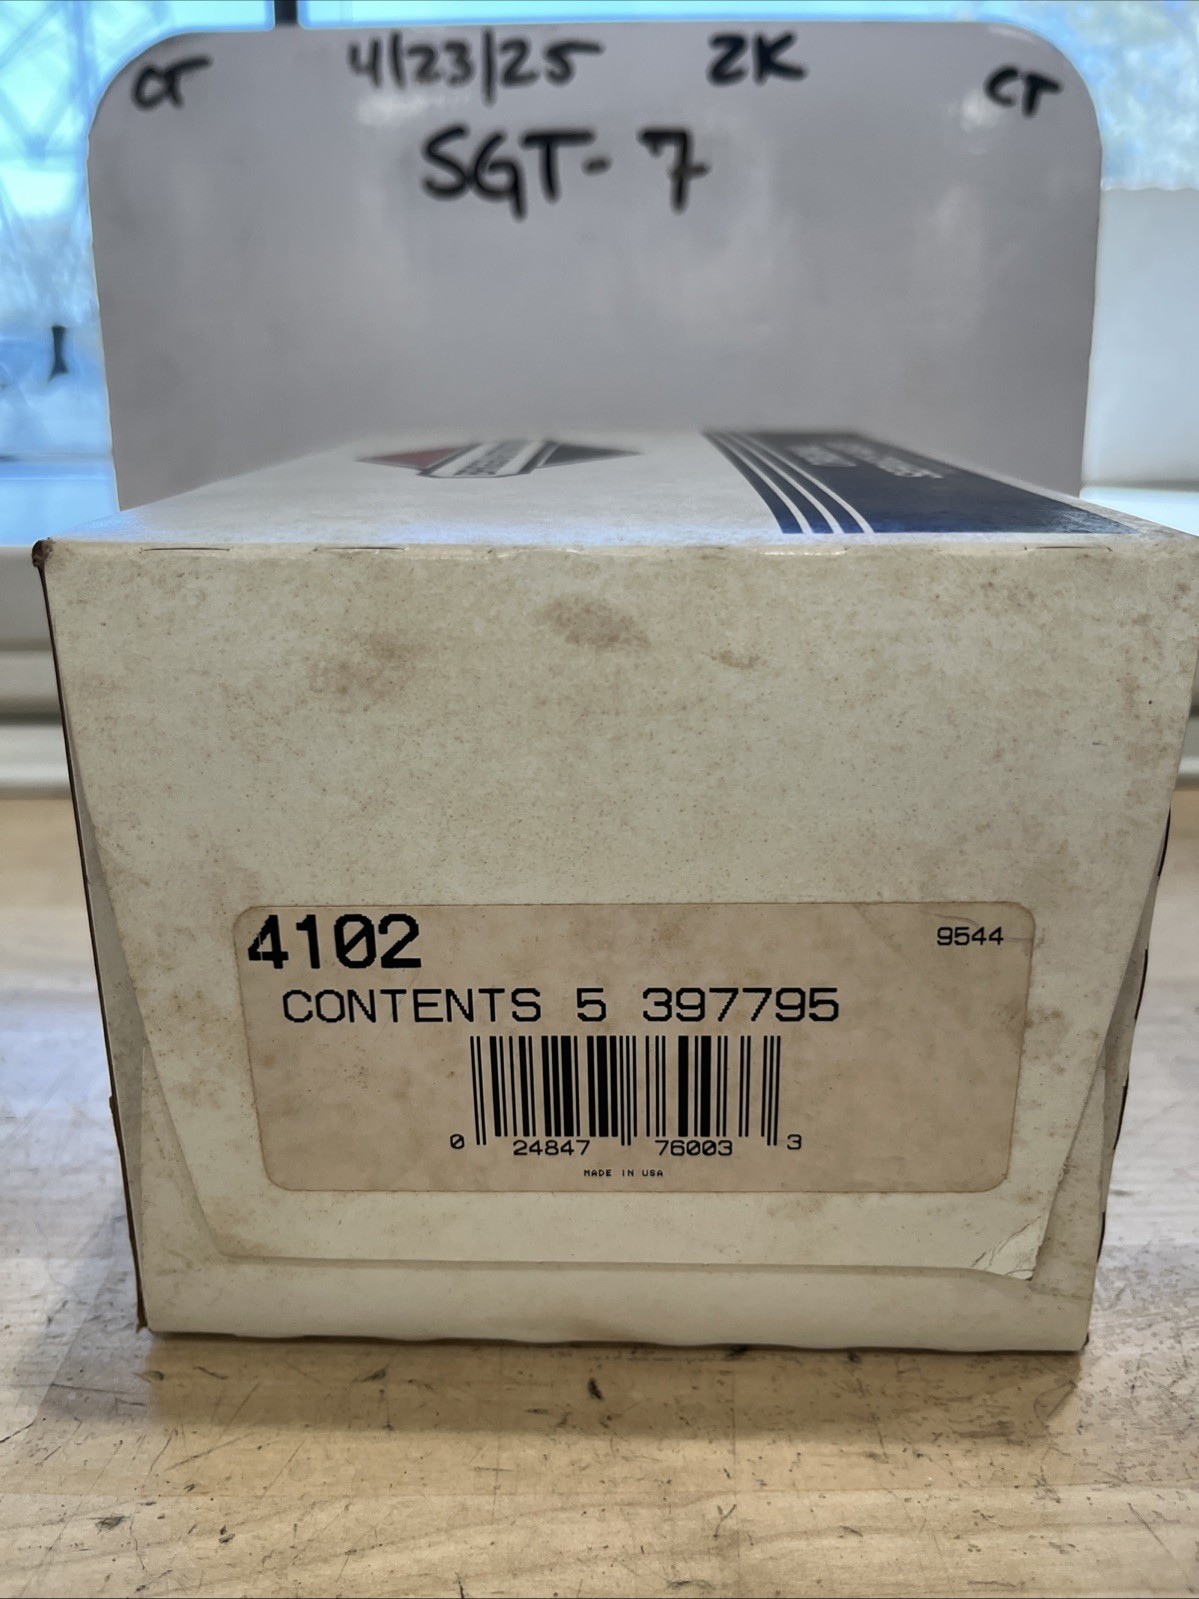 CT 4/23/25 ZK CT
SGT-7
4102
9544
CONTENTS 5 397795
0 24847 76003 3
MADE IN USA